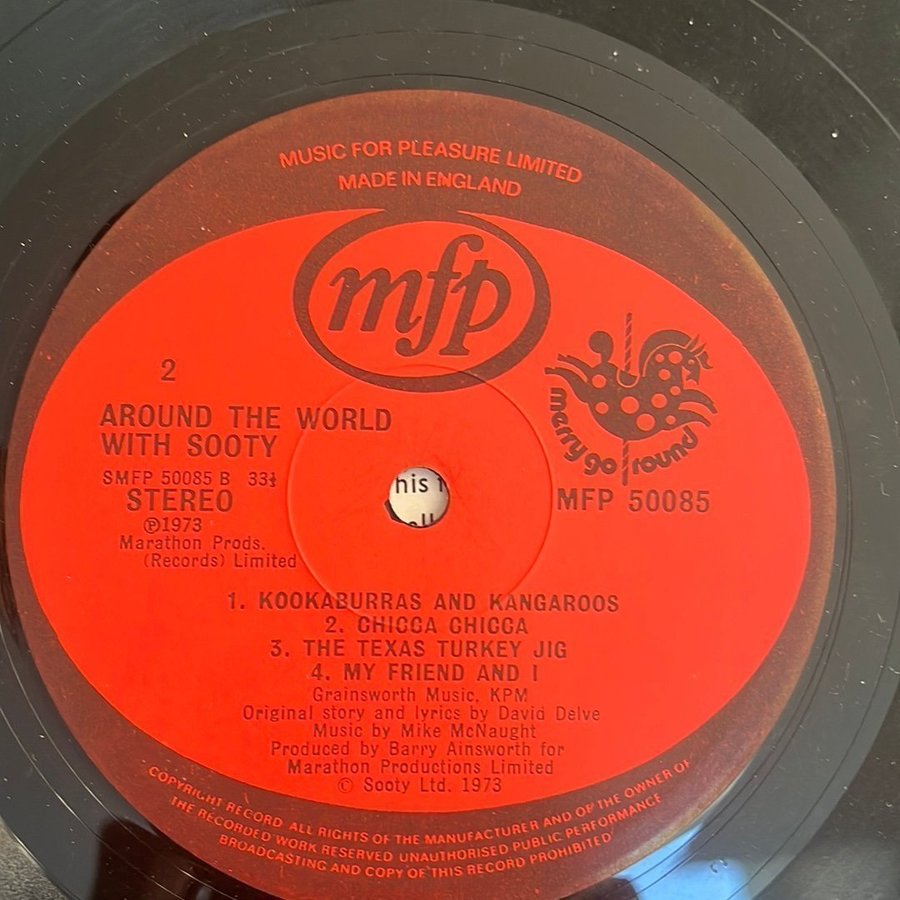 MUSIC FOR PLEASURE LIMITED
MADE IN ENGLAND
mfp
2
AROUND THE WORLD
WITH SOOTY
SMFP 50085 B 33⅓
STEREO
℗1973
Marathon Prods.
(Records) Limited
merry go round
MFP 50085
his
1. KOOKABURRAS AND KANGAROOS
2. CHICCA CHICCA
3. THE TEXAS TURKEY JIG
4. MY FRIEND AND I
Grainsworth Music, KPM
Original story and lyrics by David Delve
Music by Mike McNaught
Produced by Barry Ainsworth for
Marathon Productions Limited
© Sooty Ltd. 1973
COPYRIGHT RECORD ALL RIGHTS OF THE MANUFACTURER AND OF THE OWNER OF
THE RECORDED WORK RESERVED UNAUTHORISED PUBLIC PERFORMANCE
BROADCASTING AND COPY OF THIS RECORD PROHIBITED